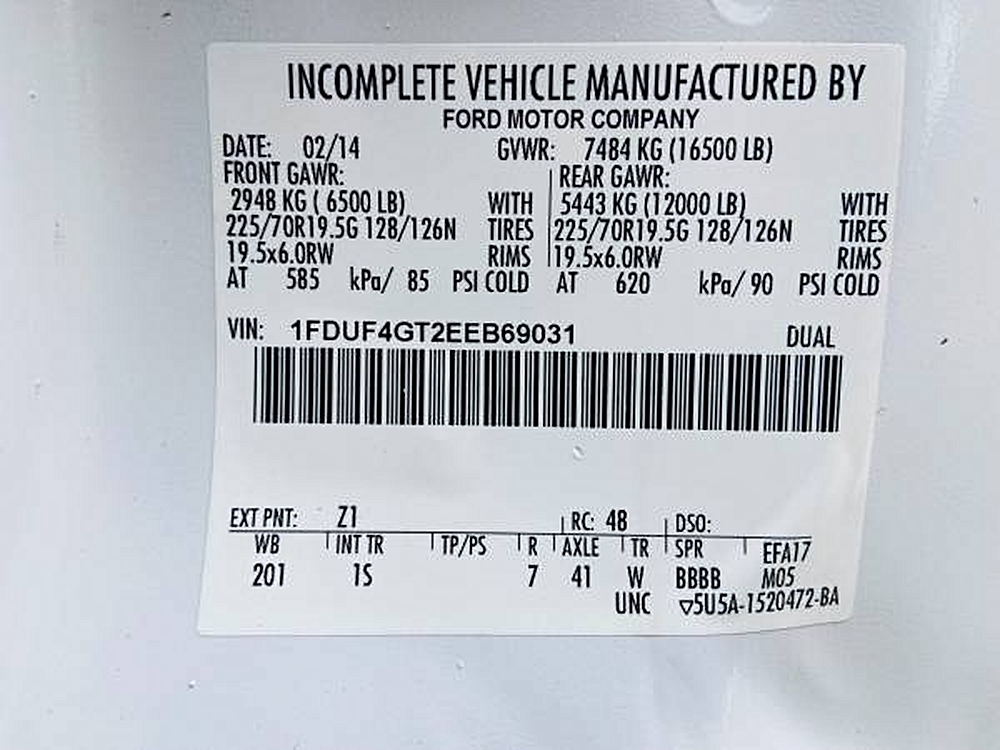 INCOMPLETE VEHICLE MANUFACTURED BY
FORD MOTOR COMPANY
DATE: 02/14 GVWR: 7484 KG (16500 LB)
FRONT GAWR: REAR GAWR:
2948 KG ( 6500 LB) WITH 5443 KG (12000 LB) WITH
225/70R19.5G 128/126N TIRES 225/70R19.5G 128/126N TIRES
19.5x6.0RW RIMS 19.5x6.0RW RIMS
AT 585 kPa/ 85 PSI COLD AT 620 kPa/ 90 PSI COLD
VIN: 1FDUF4GT2EEB69031 DUAL
EXT PNT: Z1 RC: 48 DSO:
WB INT TR TP/PS R AXLE TR SPR EFA17
201 1S 7 41 W BBBB M05
UNC ▽5U5A-1520472-BA